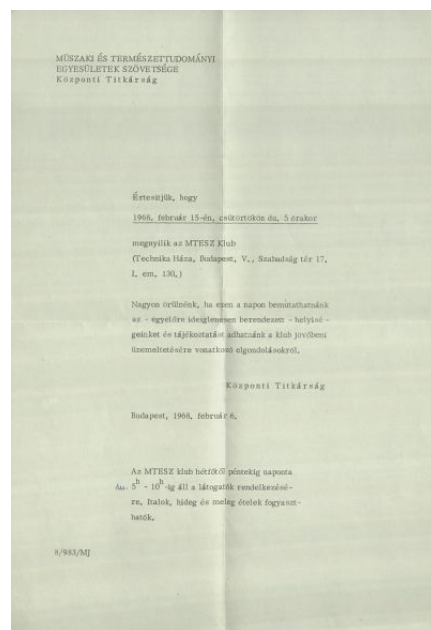 MŰSZAKI ÉS TERMÉSZETTUDOMÁNYI
EGYESÜLETEK SZÖVETSÉGE
Központi Titkárság
Értesítjük, hogy
1968. február 15-én, csütörtökön du. 5 órakor
megnyílik az MTESZ Klub
(Technika Háza, Budapest, V., Szabadság tér 17.
I. em. 130.)
Nagyon örülnénk, ha ezen a napon bemutathatnánk
az - egyelőre ideiglenesen berendezett - helyisé-
geinket és tájékoztatást adhatnánk a klub jövőbeni
üzemeltetésére vonatkozó elgondolásokról.
Központi Titkárság
Budapest, 1968. február 6.
Az MTESZ klub hétfőtől péntekig naponta
du. 5h - 10h-ig áll a látogatók rendelkezésé-
re. Italok, hideg és meleg ételek fogyaszt-
hatók.
8/983/MJ